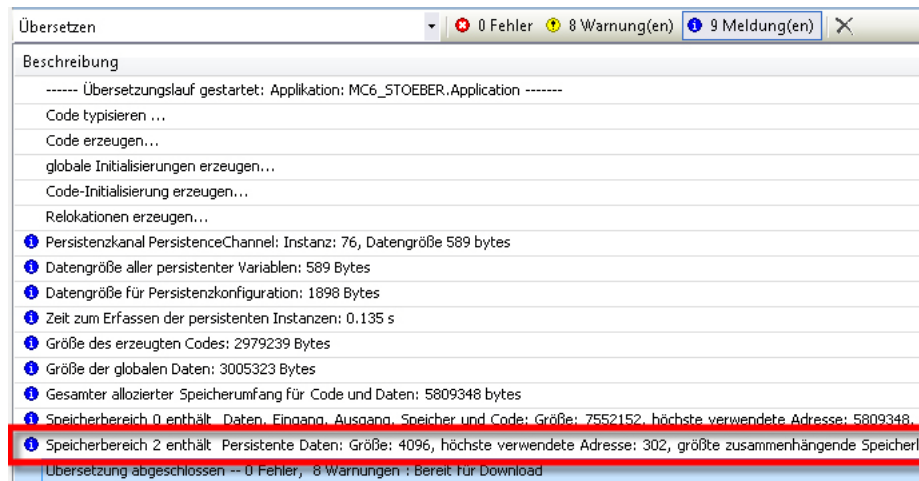 Übersetzen 0 Fehler 8 Warnung(en) 9 Meldung(en)
Beschreibung
------ Übersetzungslauf gestartet: Applikation: MC6_STOEBER.Application -------
Code typisieren ...
Code erzeugen...
globale Initialisierungen erzeugen...
Code-Initialisierung erzeugen...
Relokationen erzeugen...
Persistenzkanal PersistenceChannel: Instanz: 76, Datengröße 589 bytes
Datengröße aller persistenter Variablen: 589 Bytes
Datengröße für Persistenzkonfiguration: 1898 Bytes
Zeit zum Erfassen der persistenten Instanzen: 0.135 s
Größe des erzeugten Codes: 2979239 Bytes
Größe der globalen Daten: 3005323 Bytes
Gesamter allozierter Speicherumfang für Code und Daten: 5809348 bytes
Speicherbereich 0 enthält Daten, Eingang, Ausgang, Speicher und Code: Größe: 7552152, höchste verwendete Adresse: 5809348,
Speicherbereich 2 enthält Persistente Daten: Größe: 4096, höchste verwendete Adresse: 302, größte zusammenhängende
Übersetzung abgeschlossen -- 0 Fehler, 8 Warnungen : Bereit für Download